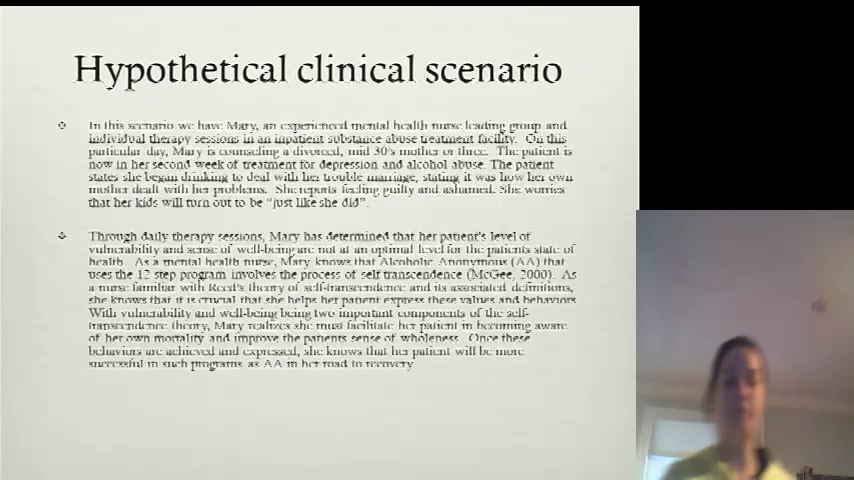 Hypothetical clinical scenario
In this scenario we have Mary, an experienced mental health nurse leading group and
individual therapy sessions in an inpatient substance abuse treatment facility. On this
particular day, Mary is counseling a divorced, mid 30's mother or three. The patient is
now in her second week of treatment for depression and alcohol abuse. The patient
states she began drinking to deal with her trouble marriage, stating it was how her own
mother dealt with her problems. She reports feeling guilty and ashamed. She worries
that her kids will turn out to be "just like she did".
Through daily therapy sessions, Mary has determined that her patient's level of
vulnerability and sense of well-being are not at an optimal level for the patients state of
health. As a mental health nurse, Mary knows that Alcoholic Anonymous (AA) that
uses the 12 step program involves the process of self transcendence (McGee, 2000). As
a nurse familiar with Reed's theory of self-transcendence and its associated definitions,
she knows that it is crucial that she helps her patient express these values and behaviors
With vulnerability and well-being being two important components of the self-
transcendence theory, Mary realizes she must facilitate her patient in becoming aware
of her own mortality and improve the patients sense of wholeness. Once these
behaviors are achieved and expressed, she knows that her patient will be more
successful in such programs as AA in her road to recovery